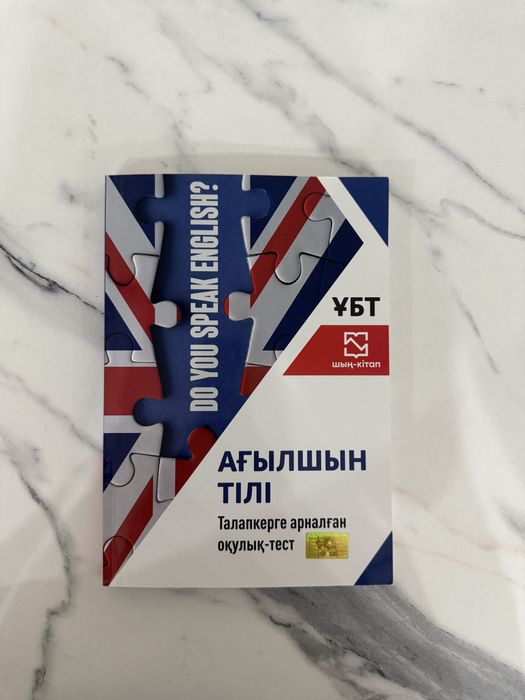 DO YOU SPEAK ENGLISH?
ҰБТ
шың-кітап
АҒЫЛШЫН
ТІЛІ
Талапкерге арналған
оқулық-тест